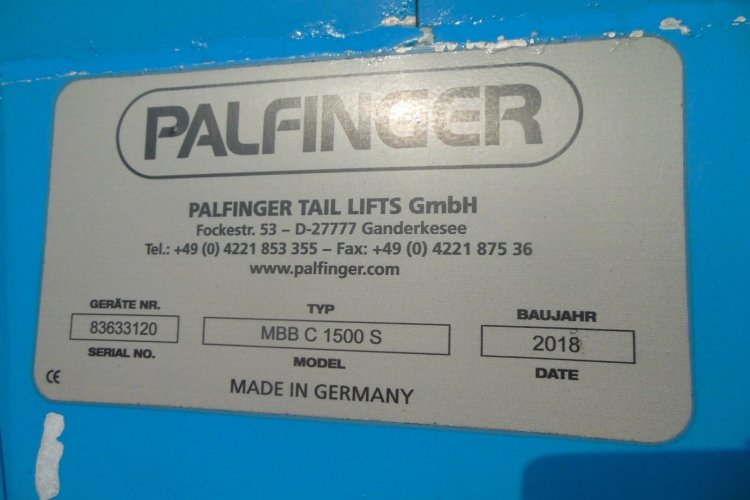 PALFINGER
PALFINGER TAIL LIFTS GmbH
Fockestr. 53 – D-27777 Ganderkesee
Tel.: +49 (0) 4221 853 355 – Fax: +49 (0) 4221 875 36
www.palfinger.com
GERÄTE NR. TYP BAUJAHR
83633120 MBB C 1500 S 2018
SERIAL NO. MODEL DATE
CE MADE IN GERMANY